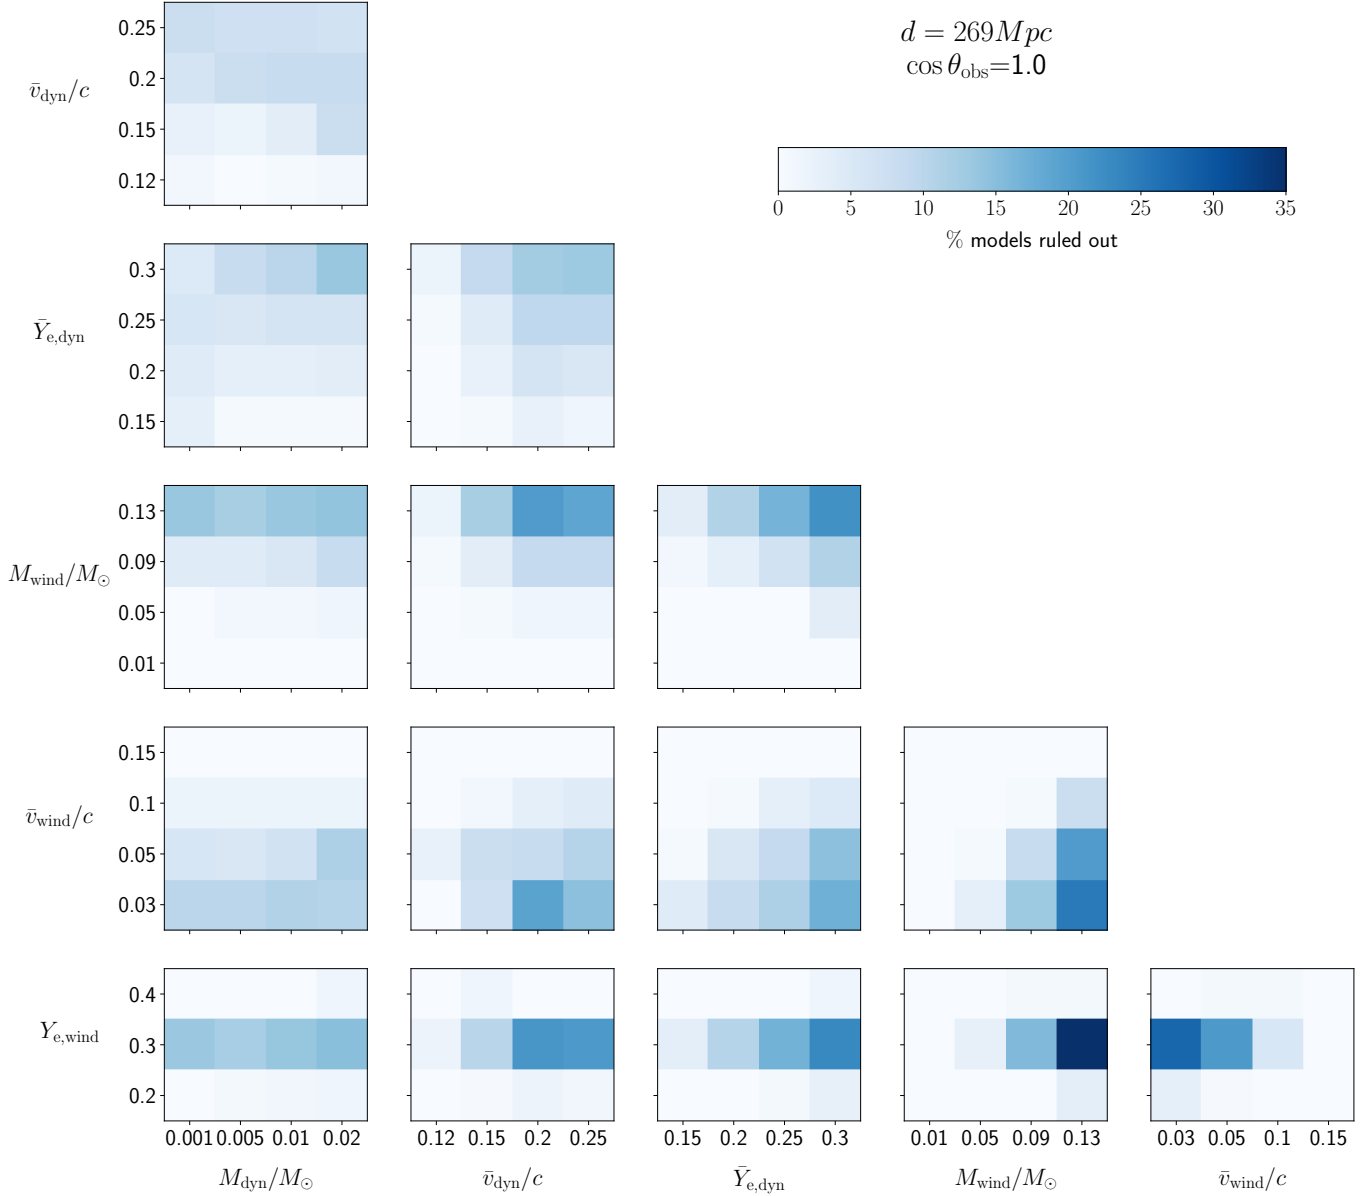 d = 269Mpc
cos θobs=1.0
0 5 10 15 20 25 30 35
% models ruled out
v̄dyn/c
0.25
0.2
0.15
0.12
Ȳe,dyn
0.3
0.25
0.2
0.15
Mwind/M⊙
0.13
0.09
0.05
0.01
v̄wind/c
0.15
0.1
0.05
0.03
Ye,wind
0.4
0.3
0.2
0.001 0.005 0.01 0.02 0.12 0.15 0.2 0.25 0.15 0.2 0.25 0.3 0.01 0.05 0.09 0.13 0.03 0.05 0.1 0.15
Mdyn/M⊙ v̄dyn/c Ȳe,dyn Mwind/M⊙ v̄wind/c